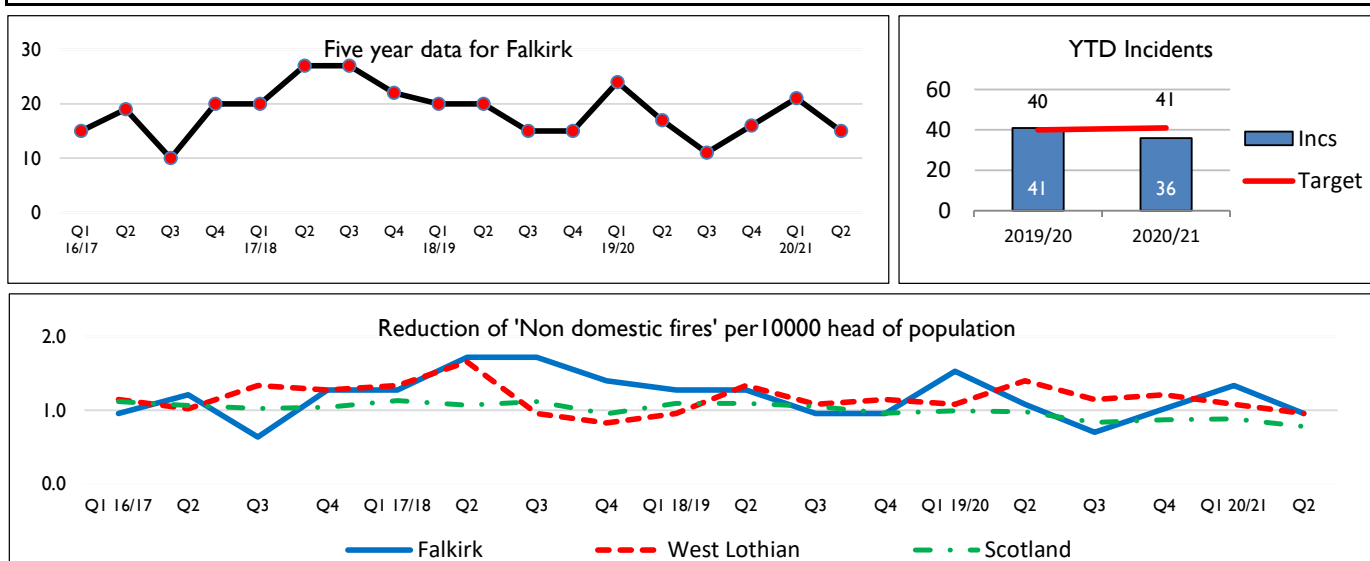 Five year data for Falkirk
30
20
10
0
Q1 Q2 Q3 Q4 Q1 Q2 Q3 Q4 Q1 Q2 Q3 Q4 Q1 Q2 Q3 Q4 Q1 Q2
16/17 17/18 18/19 19/20 20/21
YTD Incidents
60
40 41
40
20
0
41 36
2019/20 2020/21
Incs
Target
Reduction of 'Non domestic fires' per10000 head of population
2.0
1.0
0.0
Q1 16/17 Q2 Q3 Q4 Q1 17/18 Q2 Q3 Q4 Q1 18/19 Q2 Q3 Q4 Q1 19/20 Q2 Q3 Q4 Q1 20/21 Q2
Falkirk West Lothian Scotland